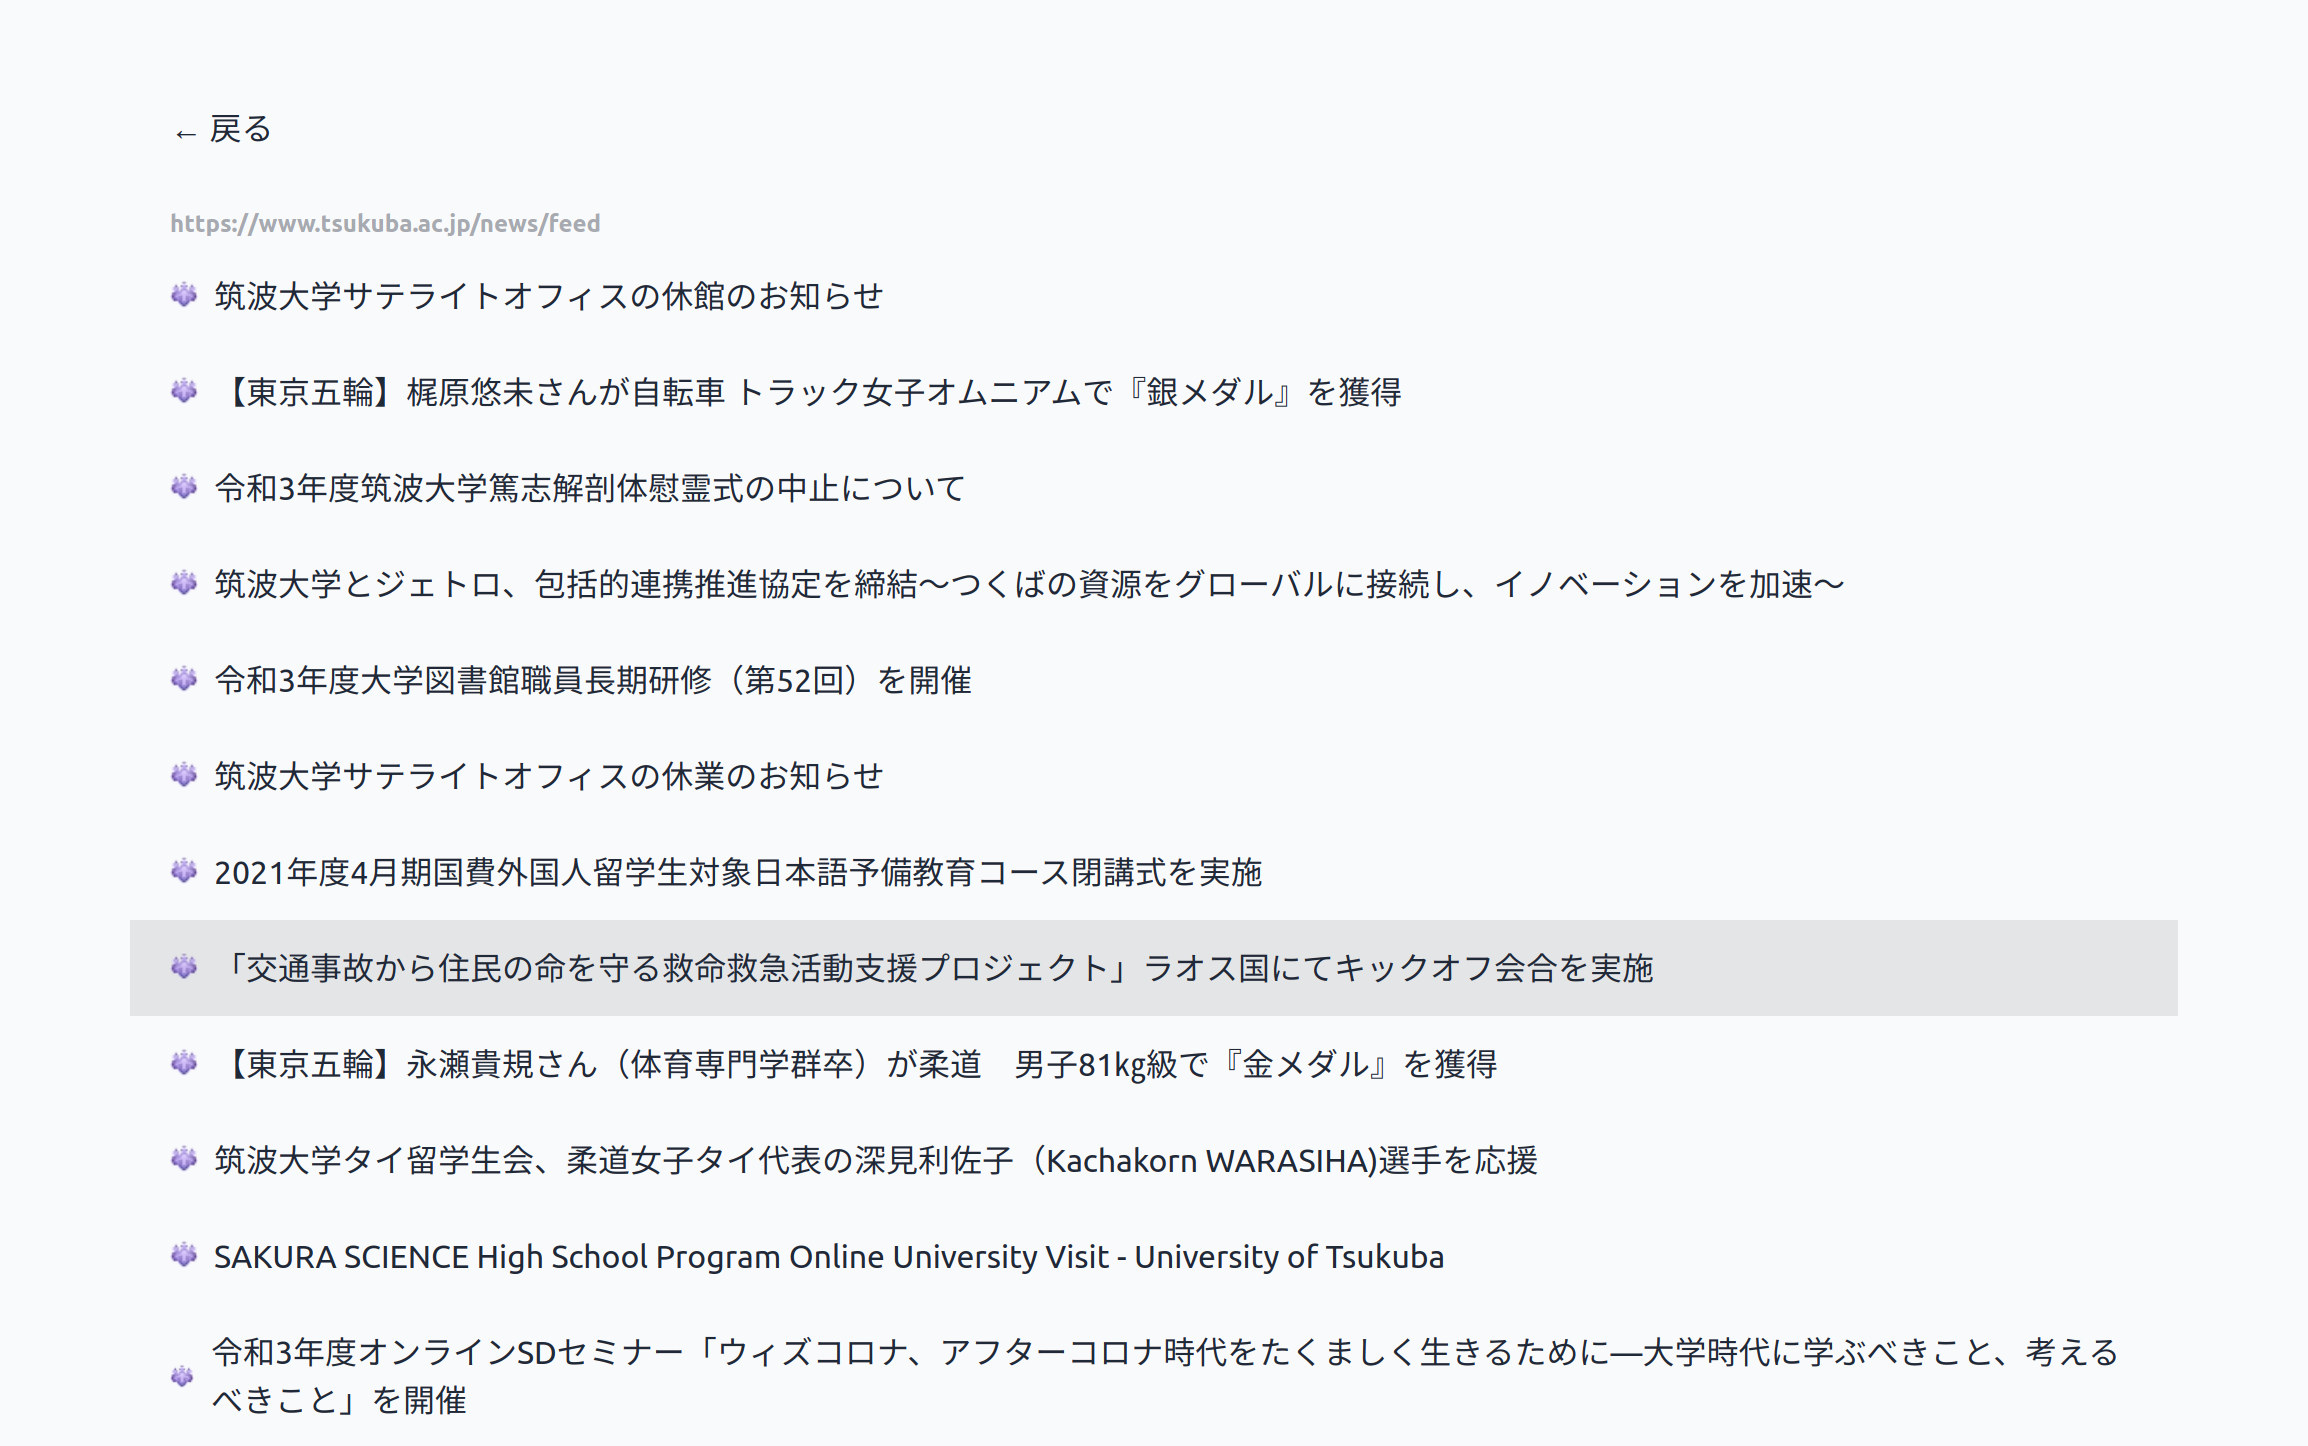 ← 戻る
https://www.tsukuba.ac.jp/news/feed
筑波大学サテライトオフィスの休館のお知らせ
【東京五輪】梶原悠未さんが自転車 トラック女子オムニアムで『銀メダル』を獲得
令和3年度筑波大学篤志解剖体慰霊式の中止について
筑波大学とジェトロ、包括的連携推進協定を締結～つくばの資源をグローバルに接続し、イノベーションを加速～
令和3年度大学図書館職員長期研修（第52回）を開催
筑波大学サテライトオフィスの休業のお知らせ
2021年度4月期国費外国人留学生対象日本語予備教育コース閉講式を実施
「交通事故から住民の命を守る救命救急活動支援プロジェクト」ラオス国にてキックオフ会合を実施
【東京五輪】永瀬貴規さん（体育専門学群卒）が柔道　男子81㎏級で『金メダル』を獲得
筑波大学タイ留学生会、柔道女子タイ代表の深見利佐子（Kachakorn WARASIHA)選手を応援
SAKURA SCIENCE High School Program Online University Visit - University of Tsukuba
令和3年度オンラインSDセミナー「ウィズコロナ、アフターコロナ時代をたくましく生きるために―大学時代に学ぶべきこと、考える
べきこと」を開催